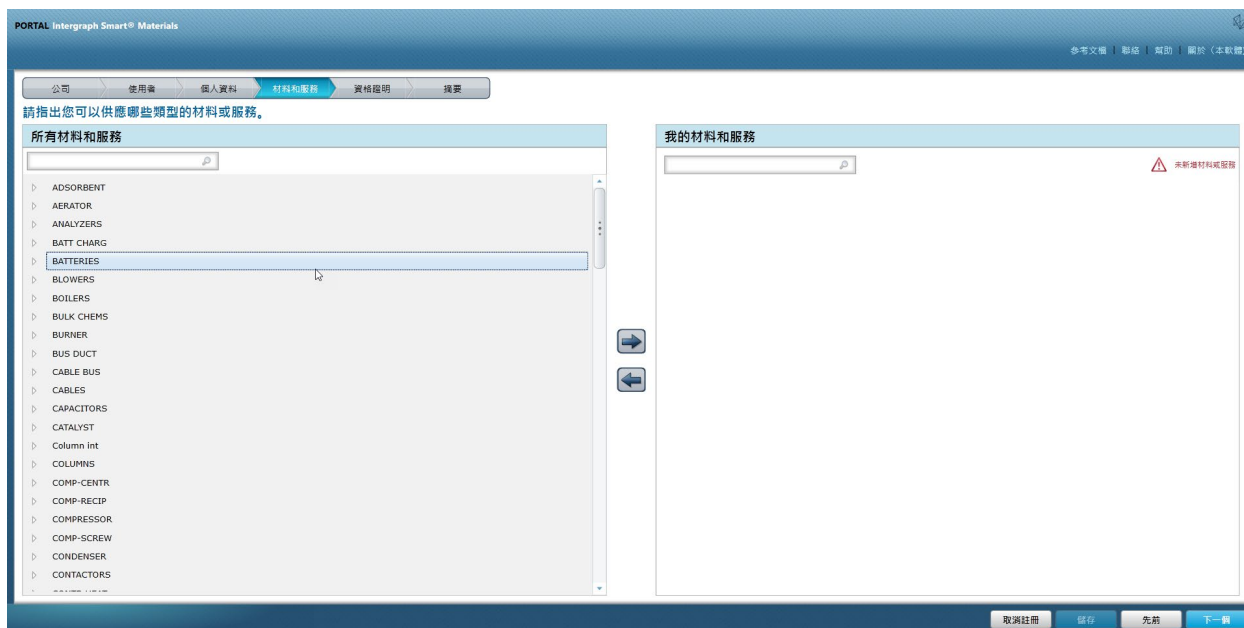 PORTAL Intergraph Smart® Materials
參考文檔 聯絡 幫助 關於(本軟體)
公司 使用者 個人資料 材料和服務 資格證明 摘要
請指出您可以供應哪些類型的材料或服務。
所有材料和服務
ADSORBENT
AERATOR
ANALYZERS
BATT CHARG
BATTERIES
BLOWERS
BOILERS
BULK CHEMS
BURNER
BUS DUCT
CABLE BUS
CABLES
CAPACITORS
CATALYST
Column int
COLUMNS
COMP-CENTR
COMP-RECIP
COMPRESSOR
COMP-SCREW
CONDENSER
CONTACTORS
我的材料和服務
未新增材料或服務
取消註冊 儲存 先前 下一個